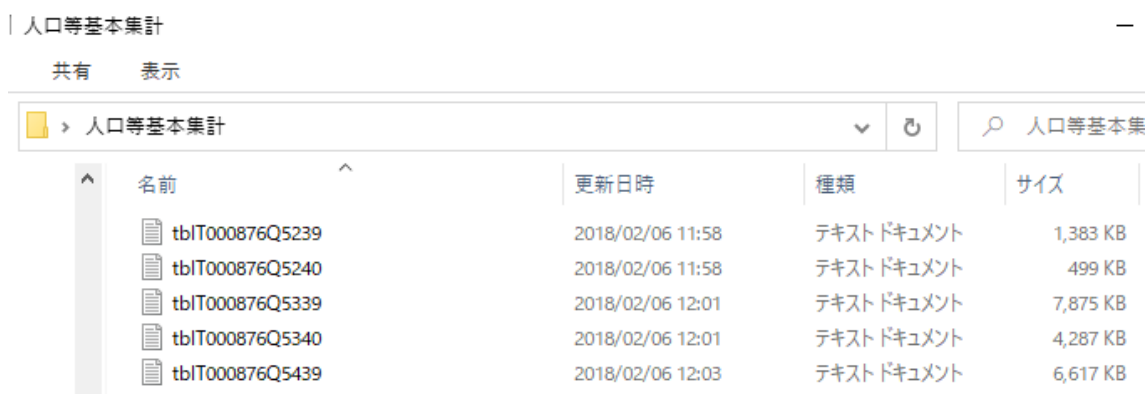 人口等基本集計
共有 表示
人口等基本集計 人口等基本集
名前 更新日時 種類 サイズ
tblT000876Q5239 2018/02/06 11:58 テキスト ドキュメント 1,383 KB
tblT000876Q5240 2018/02/06 11:58 テキスト ドキュメント 499 KB
tblT000876Q5339 2018/02/06 12:01 テキスト ドキュメント 7,875 KB
tblT000876Q5340 2018/02/06 12:01 テキスト ドキュメント 4,287 KB
tblT000876Q5439 2018/02/06 12:03 テキスト ドキュメント 6,617 KB